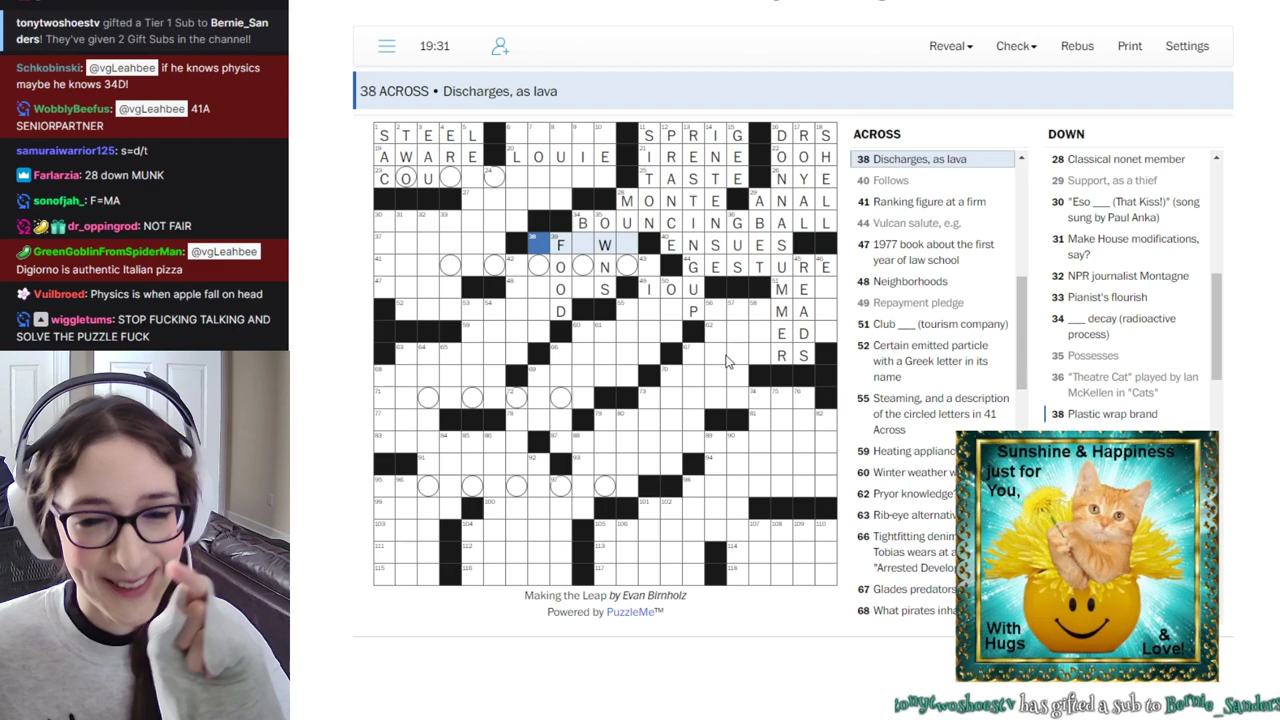 tonytwoshoestv gifted a Tier 1 Sub to Bernie_San
ders! They've given 2 Gift Subs in the channel!
Schkobinski: @vgLeahbee if he knows physics
maybe he knows 34D!
WobblyBeefus: @vgLeahbee 41A
SENIORPARTNER
samuraiwarrior125: s=d/t
Farlarzia: 28 down MUNK
sonofjah_: F=MA
dr_oppingrod: NOT FAIR
GreenGoblinFromSpiderMan: @vgLeahbee
Digiorno is authentic Italian pizza
Vuilbroed: Physics is when apple fall on head
wiggletums: STOP FUCKING TALKING AND
SOLVE THE PUZZLE FUCK
19:31
Reveal Check Rebus Print Settings
38 ACROSS • Discharges, as lava
S T E E L S P R I G D R S
A W A R E L O U I E I R E N E O O H
C O U T A S T E N Y E
M O N T E A N A L
B O U N C I N G B A L L
F W E N S U E S
O N G E S T U R E
O S I O U M E
D P M A
E D
R S
ACROSS
38 Discharges, as lava
40 Follows
41 Ranking figure at a firm
44 Vulcan salute, e.g.
47 1977 book about the first
year of law school
48 Neighborhoods
49 Repayment pledge
51 Club ___ (tourism company)
52 Certain emitted particle
with a Greek letter in its
name
55 Steaming, and a description
of the circled letters in 41
Across
59 Heating applianc
60 Winter weather w
62 Pryor knowledge
63 Rib-eye alternativ
66 Tightfitting denim
Tobias wears at a
"Arrested Develo
67 Glades predators
68 What pirates inha
DOWN
28 Classical nonet member
29 Support, as a thief
30 "Eso ___ (That Kiss!)" (song
sung by Paul Anka)
31 Make House modifications,
say?
32 NPR journalist Montagne
33 Pianist's flourish
34 ___ decay (radioactive
process)
35 Possesses
36 "Theatre Cat" played by Ian
McKellen in "Cats"
38 Plastic wrap brand
Making the Leap by Evan Birnholz
Powered by PuzzleMe™
Sunshine & Happiness
just for
You,
With
Hugs
&
Love!
tonytwoshoestv has gifted a sub to Bernie_Sanders